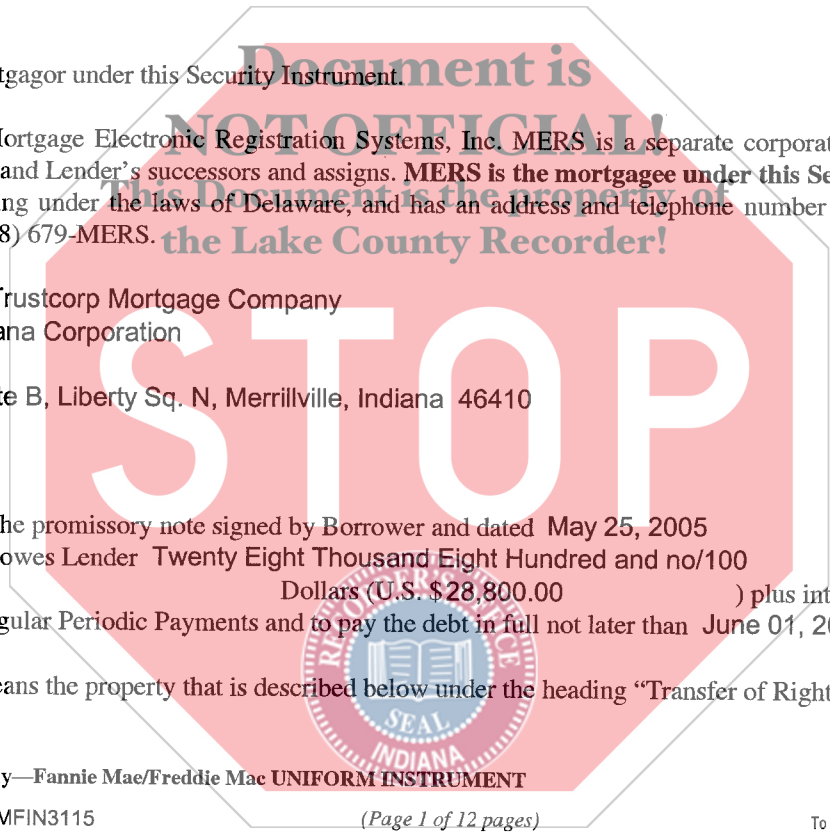 Document is
tgagor under this Security Instrument.
NOT OFFICIAL!
ortgage Electronic Registration Systems, Inc. MERS is a separate corporat
and Lender's successors and assigns. MERS is the mortgagee under this Se
This Document is the property of
ng under the laws of Delaware, and has an address and telephone number
8) 679-MERS.
the Lake County Recorder!
Trustcorp Mortgage Company
ana Corporation
te B, Liberty Sq. N, Merrillville, Indiana 46410
STOP
he promissory note signed by Borrower and dated May 25, 2005
owes Lender Twenty Eight Thousand Eight Hundred and no/100
Dollars (U.S. $28,800.00 ) plus int
gular Periodic Payments and to pay the debt in full not later than June 01, 20
eans the property that is described below under the heading “Transfer of Right
RECORDER'S OFFICE
SEAL
INDIANA
y—Fannie Mae/Freddie Mac UNIFORM INSTRUMENT
MFIN3115 (Page 1 of 12 pages) To